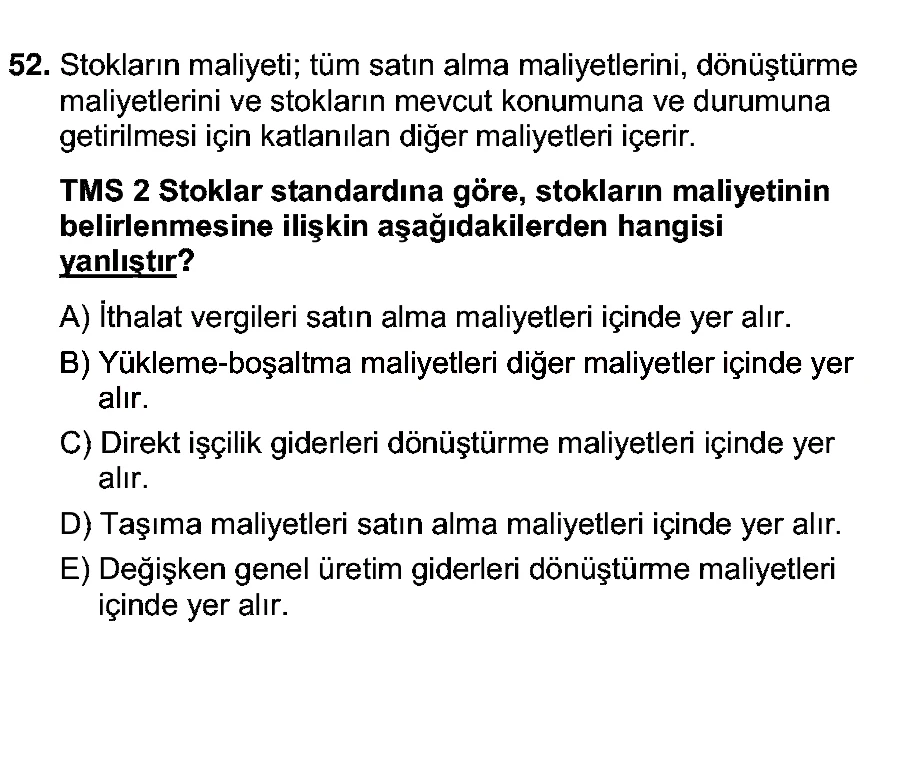 52. Stokların maliyeti; tüm satın alma maliyetlerini, dönüştürme
maliyetlerini ve stokların mevcut konumuna ve durumuna
getirilmesi için katlanılan diğer maliyetleri içerir.
TMS 2 Stoklar standardına göre, stokların maliyetinin
belirlenmesine ilişkin aşağıdakilerden hangisi
yanlıştır?
A) İthalat vergileri satın alma maliyetleri içinde yer alır.
B) Yükleme-boşaltma maliyetleri diğer maliyetler içinde yer
alır.
C) Direkt işçilik giderleri dönüştürme maliyetleri içinde yer
alır.
D) Taşıma maliyetleri satın alma maliyetleri içinde yer alır.
E) Değişken genel üretim giderleri dönüştürme maliyetleri
içinde yer alır.